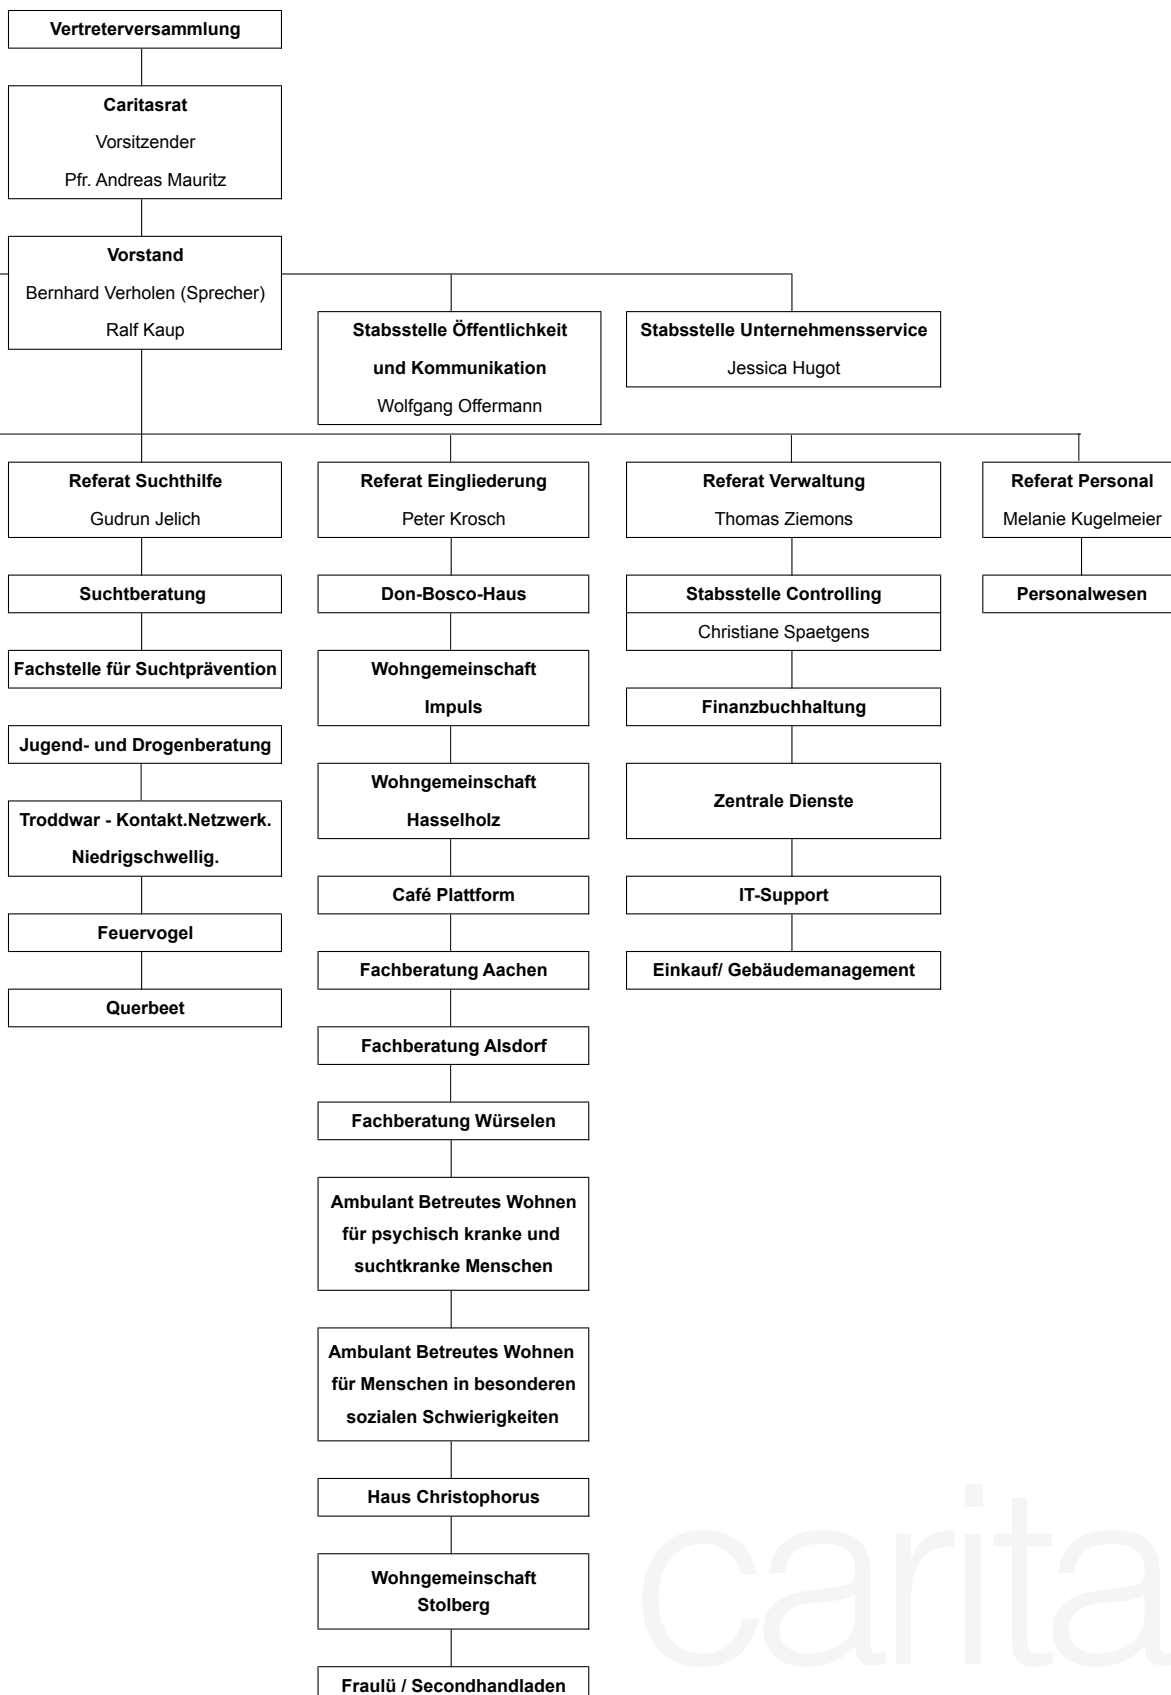 Vertreterversammlung
Caritasrat
Vorsitzender
Pfr. Andreas Mauritz
Vorstand
Bernhard Verholen (Sprecher)
Ralf Kaup
Stabsstelle Öffentlichkeit
und Kommunikation
Wolfgang Offermann
Stabsstelle Unternehmensservice
Jessica Hugot
Referat Suchthilfe
Gudrun Jelich
Suchtberatung
Fachstelle für Suchtprävention
Jugend- und Drogenberatung
Troddwar - Kontakt.Netzwerk.
Niedrigschwellig.
Feuervogel
Querbeet
Referat Eingliederung
Peter Krosch
Don-Bosco-Haus
Wohngemeinschaft
Impuls
Wohngemeinschaft
Hasselholz
Café Plattform
Fachberatung Aachen
Fachberatung Alsdorf
Fachberatung Würselen
Ambulant Betreutes Wohnen
für psychisch kranke und
suchtkranke Menschen
Ambulant Betreutes Wohnen
für Menschen in besonderen
sozialen Schwierigkeiten
Haus Christophorus
Wohngemeinschaft
Stolberg
Fraulü / Secondhandladen
Referat Verwaltung
Thomas Ziemons
Stabsstelle Controlling
Christiane Spaetgens
Finanzbuchhaltung
Zentrale Dienste
IT-Support
Einkauf/ Gebäudemanagement
Referat Personal
Melanie Kugelmeier
Personalwesen
carita